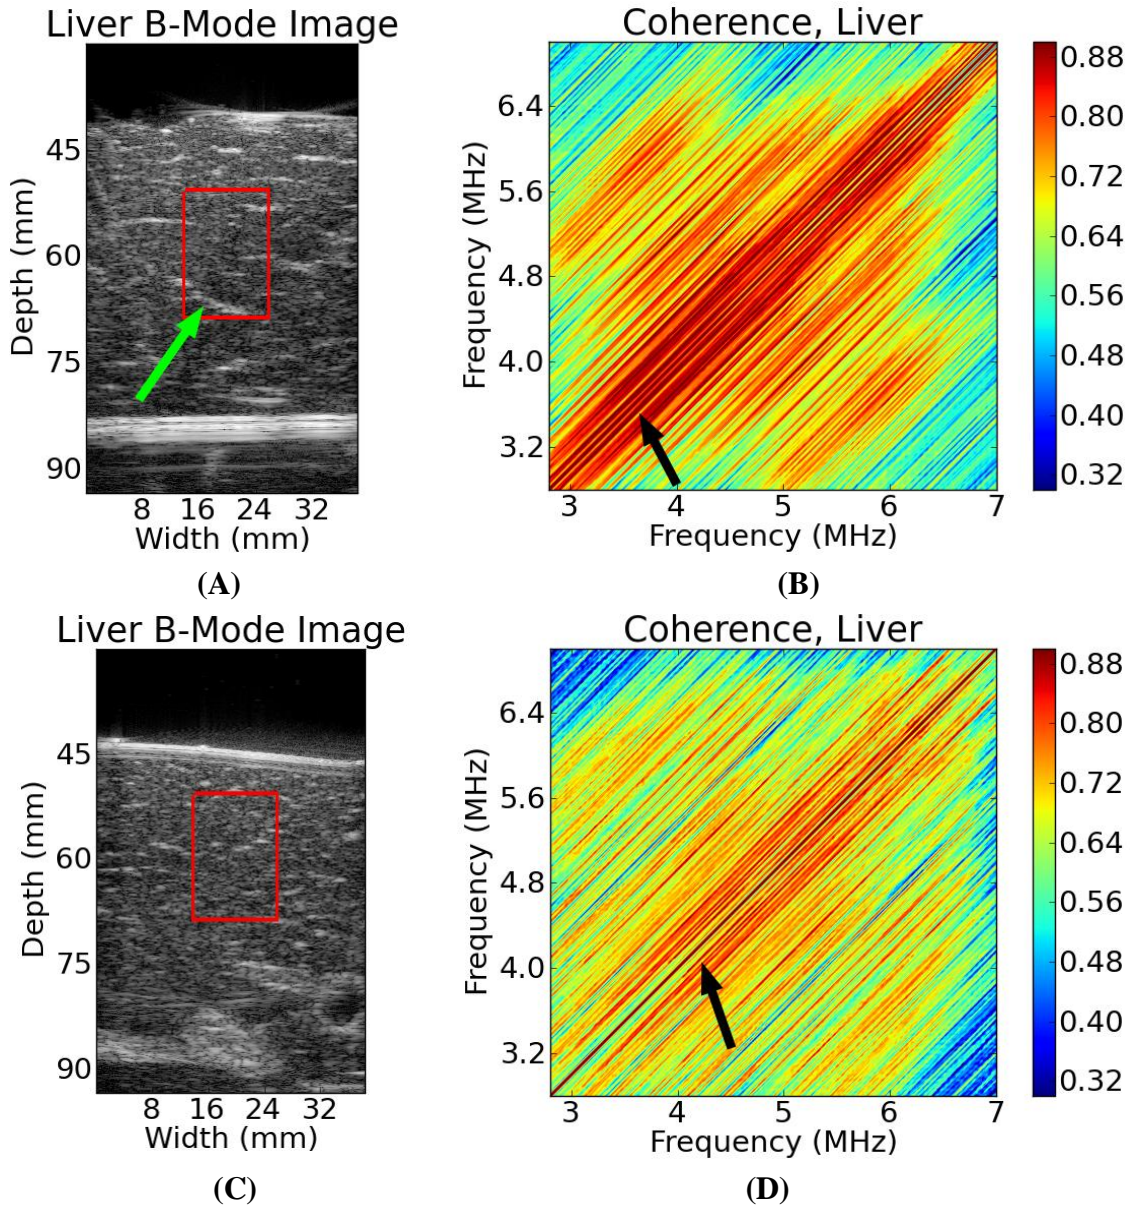 Liver B-Mode Image
Coherence, Liver
Depth (mm)
45
60
75
90
8 16 24 32
Width (mm)
Frequency (MHz)
6.4
5.6
4.8
4.0
3.2
3 4 5 6 7
Frequency (MHz)
0.88
0.80
0.72
0.64
0.56
0.48
0.40
0.32
(A)
(B)
Liver B-Mode Image
Coherence, Liver
Depth (mm)
45
60
75
90
8 16 24 32
Width (mm)
Frequency (MHz)
6.4
5.6
4.8
4.0
3.2
3 4 5 6 7
Frequency (MHz)
0.88
0.80
0.72
0.64
0.56
0.48
0.40
0.32
(C)
(D)